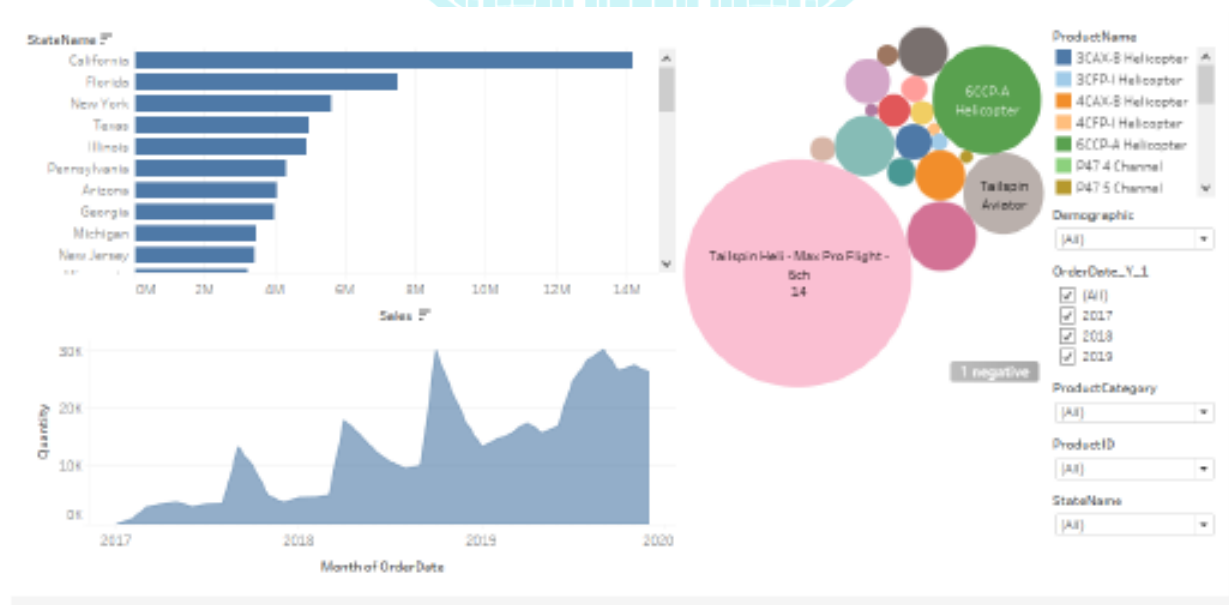 StateName
California
Florida
New York
Texas
Illinois
Pennsylvania
Arizona
Georgia
Michigan
New Jersey
0M 2M 4M 6M 8M 10M 12M 14M
Sales
30K
20K
10K
0K
Quantity
2017 2018 2019 2020
Month of OrderDate
6CCP-A
Helicopter
Tailspin
Aviator
Tailspin Heli - Max Pro Flight -
6ch
14
1 negative
ProductName
3CAX-B Helicopter
3CFP-I Helicopter
4CAX-B Helicopter
4CFP-I Helicopter
6CCP-A Helicopter
P47 4 Channel
P47 5 Channel
Demographic
(All)
OrderDate_Y_1
(All)
2017
2018
2019
ProductCategory
(All)
ProductID
(All)
StateName
(All)